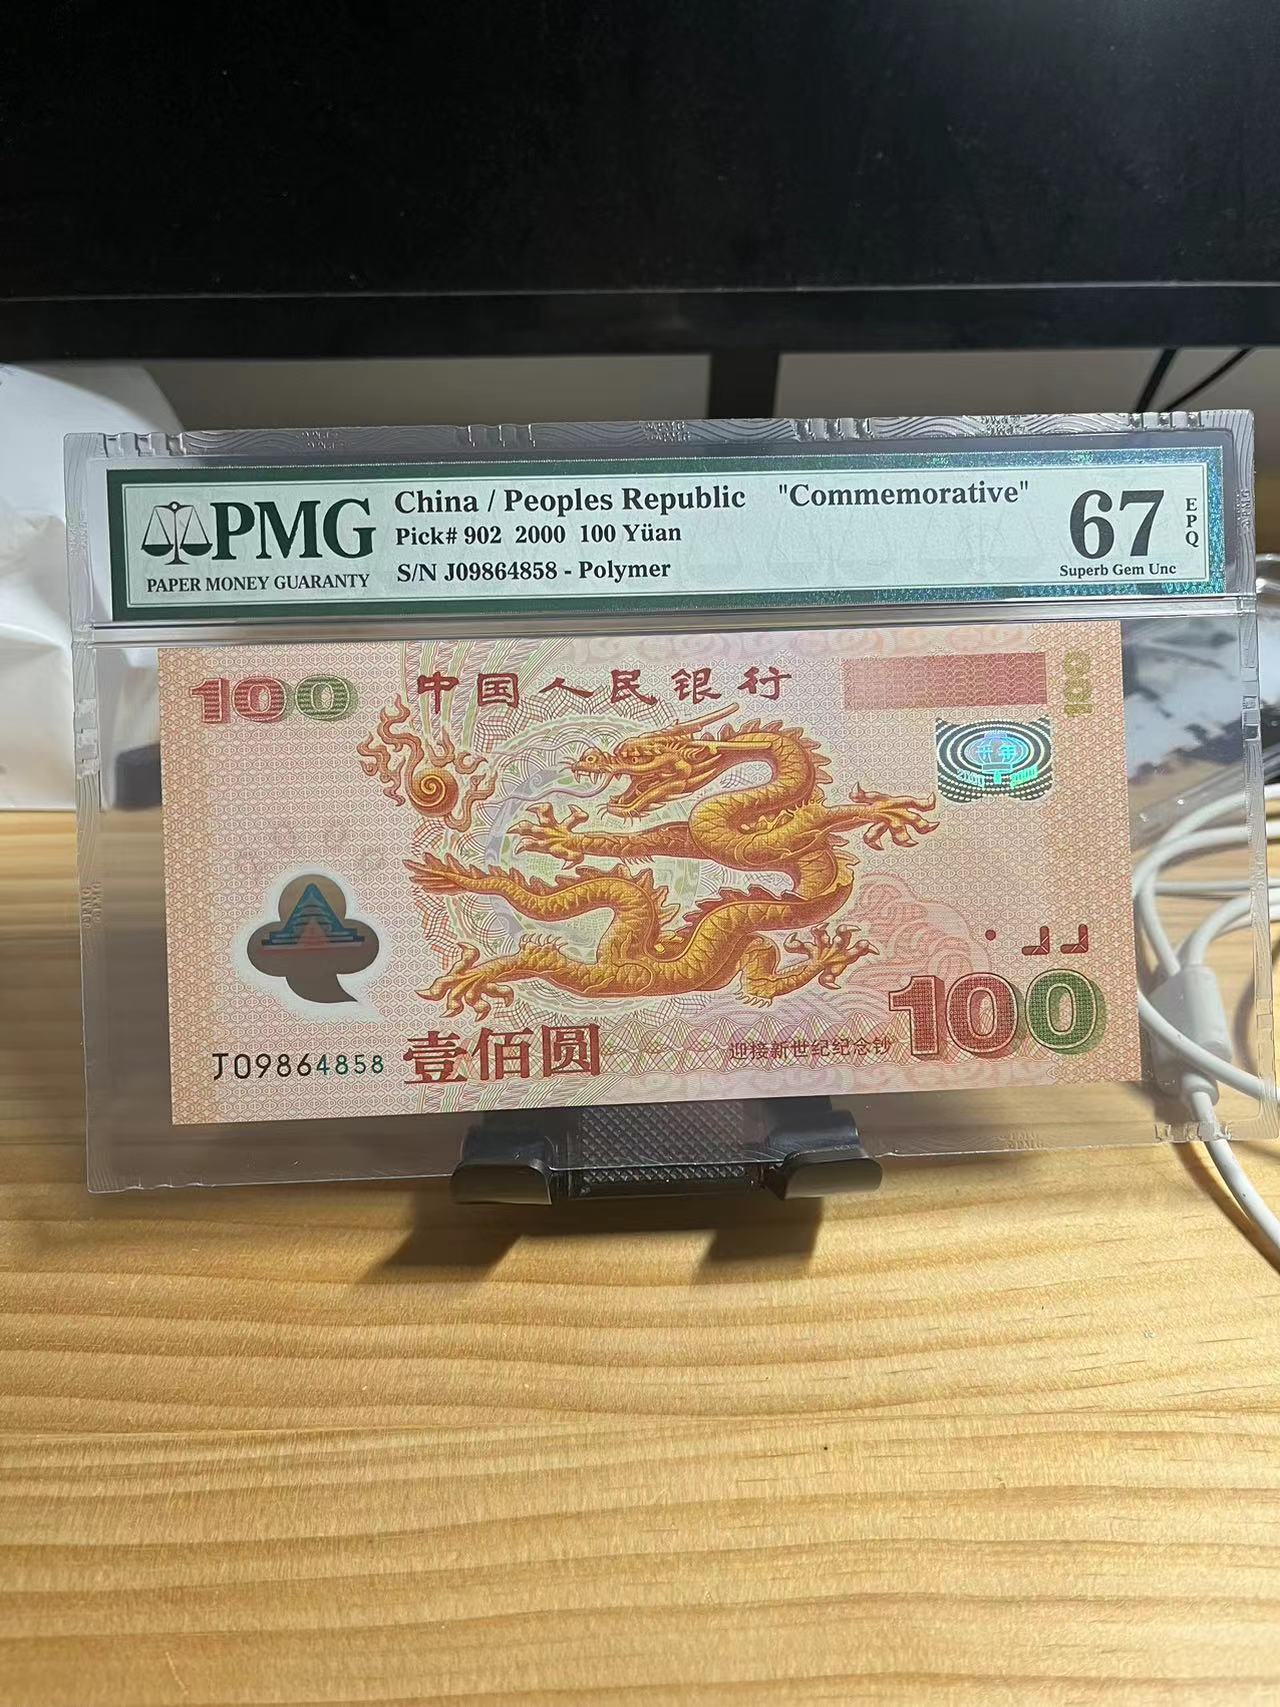 PMG
PAPER MONEY GUARANTY
China / Peoples Republic "Commemorative"
Pick# 902 2000 100 Yüan
S/N J09864858 - Polymer
67
EPQ
Superb Gem Unc
100
中国人民银行
100
100
J09864858
壹佰圆
迎接新世纪纪念钞